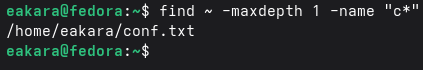 eakara@fedora:~$ find ~ -maxdepth 1 -name "c*"
/home/eakara/conf.txt
eakara@fedora:~$